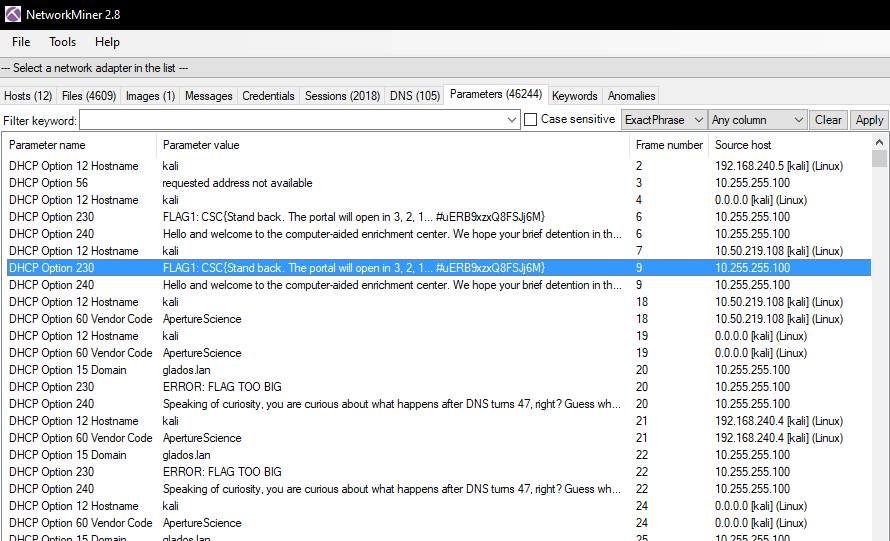 NetworkMiner 2.8
File Tools Help
--- Select a network adapter in the list ---
Hosts (12) Files (4609) Images (1) Messages Credentials Sessions (2018) DNS (105) Parameters (46244) Keywords Anomalies
Filter keyword: Case sensitive ExactPhrase Any column Clear Apply
Parameter name Parameter value Frame number Source host
DHCP Option 12 Hostname kali 2 192.168.240.5 [kali] (Linux)
DHCP Option 56 requested address not available 3 10.255.255.100
DHCP Option 12 Hostname kali 4 0.0.0.0 [kali] (Linux)
DHCP Option 230 FLAG1: CSC{Stand back. The portal will open in 3, 2, 1... #uERB9xzxQ8FSJj6M} 6 10.255.255.100
DHCP Option 240 Hello and welcome to the computer-aided enrichment center. We hope your brief detention in th... 6 10.255.255.100
DHCP Option 12 Hostname kali 7 10.50.219.108 [kali] (Linux)
DHCP Option 230 FLAG1: CSC{Stand back. The portal will open in 3, 2, 1... #uERB9xzxQ8FSJj6M} 9 10.255.255.100
DHCP Option 240 Hello and welcome to the computer-aided enrichment center. We hope your brief detention in th... 9 10.255.255.100
DHCP Option 12 Hostname kali 18 10.50.219.108 [kali] (Linux)
DHCP Option 60 Vendor Code ApertureScience 18 10.50.219.108 [kali] (Linux)
DHCP Option 12 Hostname kali 19 0.0.0.0 [kali] (Linux)
DHCP Option 60 Vendor Code ApertureScience 19 0.0.0.0 [kali] (Linux)
DHCP Option 15 Domain glados.lan 20 10.255.255.100
DHCP Option 230 ERROR: FLAG TOO BIG 20 10.255.255.100
DHCP Option 240 Speaking of curiosity, you are curious about what happens after DNS turns 47, right? Guess wh... 20 10.255.255.100
DHCP Option 12 Hostname kali 21 192.168.240.4 [kali] (Linux)
DHCP Option 60 Vendor Code ApertureScience 21 192.168.240.4 [kali] (Linux)
DHCP Option 15 Domain glados.lan 22 10.255.255.100
DHCP Option 230 ERROR: FLAG TOO BIG 22 10.255.255.100
DHCP Option 240 Speaking of curiosity, you are curious about what happens after DNS turns 47, right? Guess wh... 22 10.255.255.100
DHCP Option 12 Hostname kali 24 0.0.0.0 [kali] (Linux)
DHCP Option 60 Vendor Code ApertureScience 24 0.0.0.0 [kali] (Linux)
DHCP Option 15 Domain glados.lan 25 10.255.255.100